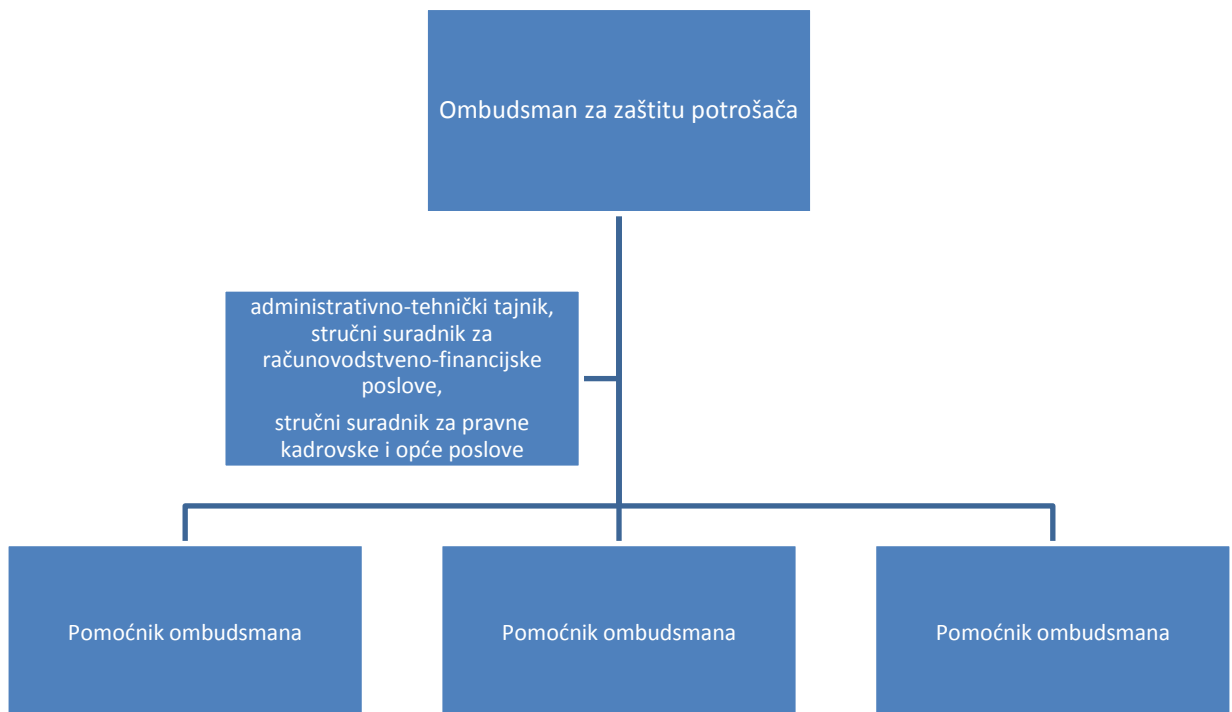 Ombudsman za zaštitu potrošača
administrativno-tehnički tajnik,
stručni suradnik za
računovodstveno-financijske
poslove,
stručni suradnik za pravne
kadrovske i opće poslove
Pomoćnik ombudsmana
Pomoćnik ombudsmana
Pomoćnik ombudsmana